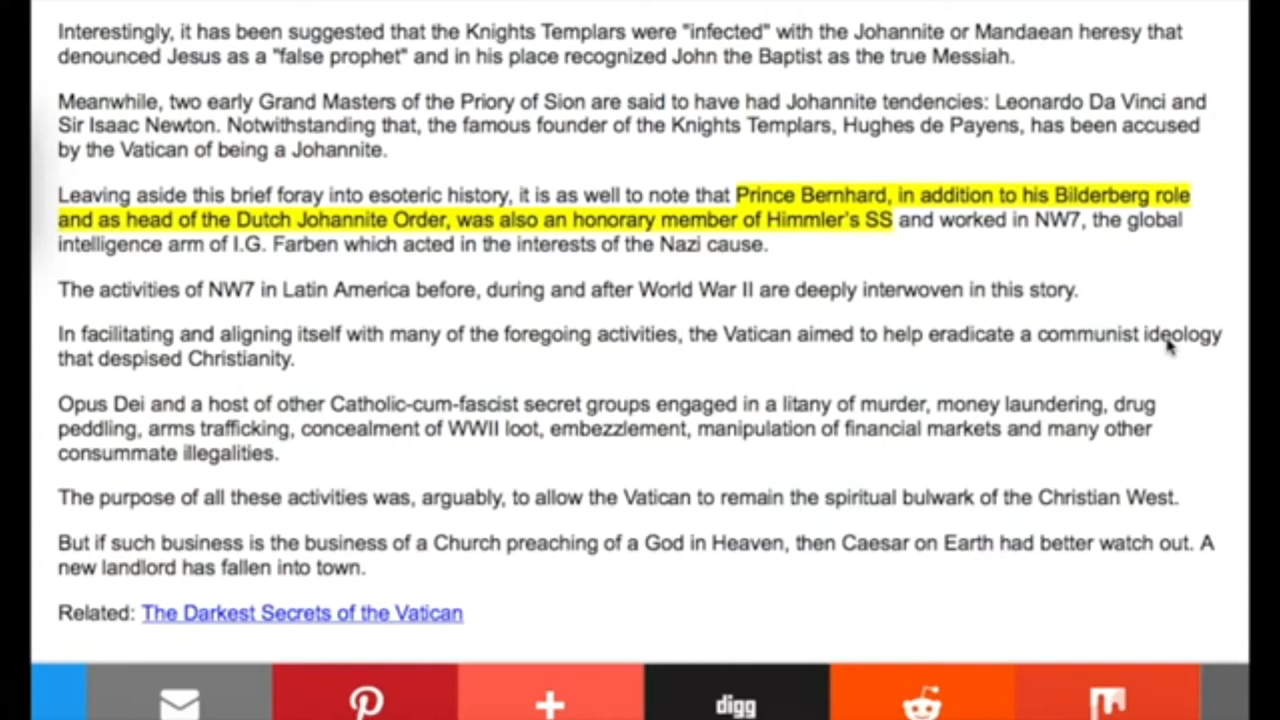 Interestingly, it has been suggested that the Knights Templars were "infected" with the Johannite or Mandaean heresy that
denounced Jesus as a "false prophet" and in his place recognized John the Baptist as the true Messiah.
Meanwhile, two early Grand Masters of the Priory of Sion are said to have had Johannite tendencies: Leonardo Da Vinci and
Sir Isaac Newton. Notwithstanding that, the famous founder of the Knights Templars, Hughes de Payens, has been accused
by the Vatican of being a Johannite.
Leaving aside this brief foray into esoteric history, it is as well to note that Prince Bernhard, in addition to his Bilderberg role
and as head of the Dutch Johannite Order, was also an honorary member of Himmler's SS and worked in NW7, the global
intelligence arm of I.G. Farben which acted in the interests of the Nazi cause.
The activities of NW7 in Latin America before, during and after World War II are deeply interwoven in this story.
In facilitating and aligning itself with many of the foregoing activities, the Vatican aimed to help eradicate a communist ideology
that despised Christianity.
Opus Dei and a host of other Catholic-cum-fascist secret groups engaged in a litany of murder, money laundering, drug
peddling, arms trafficking, concealment of WWII loot, embezzlement, manipulation of financial markets and many other
consummate illegalities.
The purpose of all these activities was, arguably, to allow the Vatican to remain the spiritual bulwark of the Christian West.
But if such business is the business of a Church preaching of a God in Heaven, then Caesar on Earth had better watch out. A
new landlord has fallen into town.
Related: The Darkest Secrets of the Vatican
digg